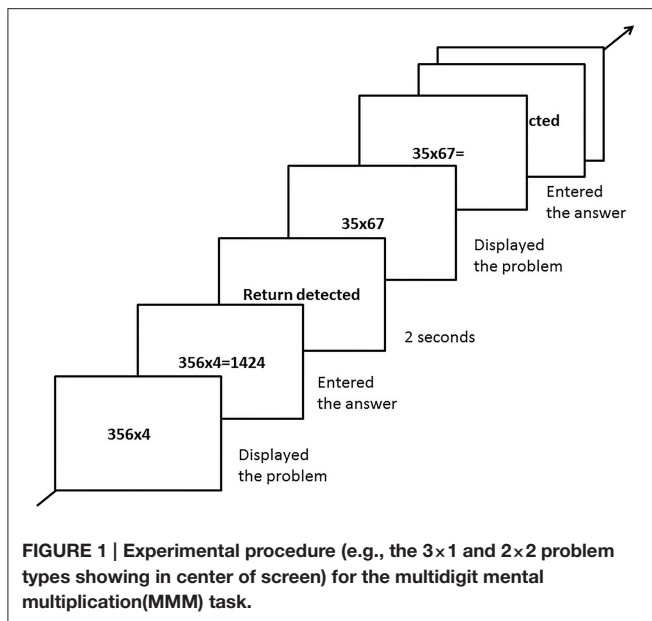 cted
35x67=
Entered
the answer
35x67
Displayed
the problem
Return detected
2 seconds
356x4=1424
Entered
the answer
356x4
Displayed
the problem
FIGURE 1 | Experimental procedure (e.g., the 3×1 and 2×2 problem
types showing in center of screen) for the multidigit mental
multiplication(MMM) task.